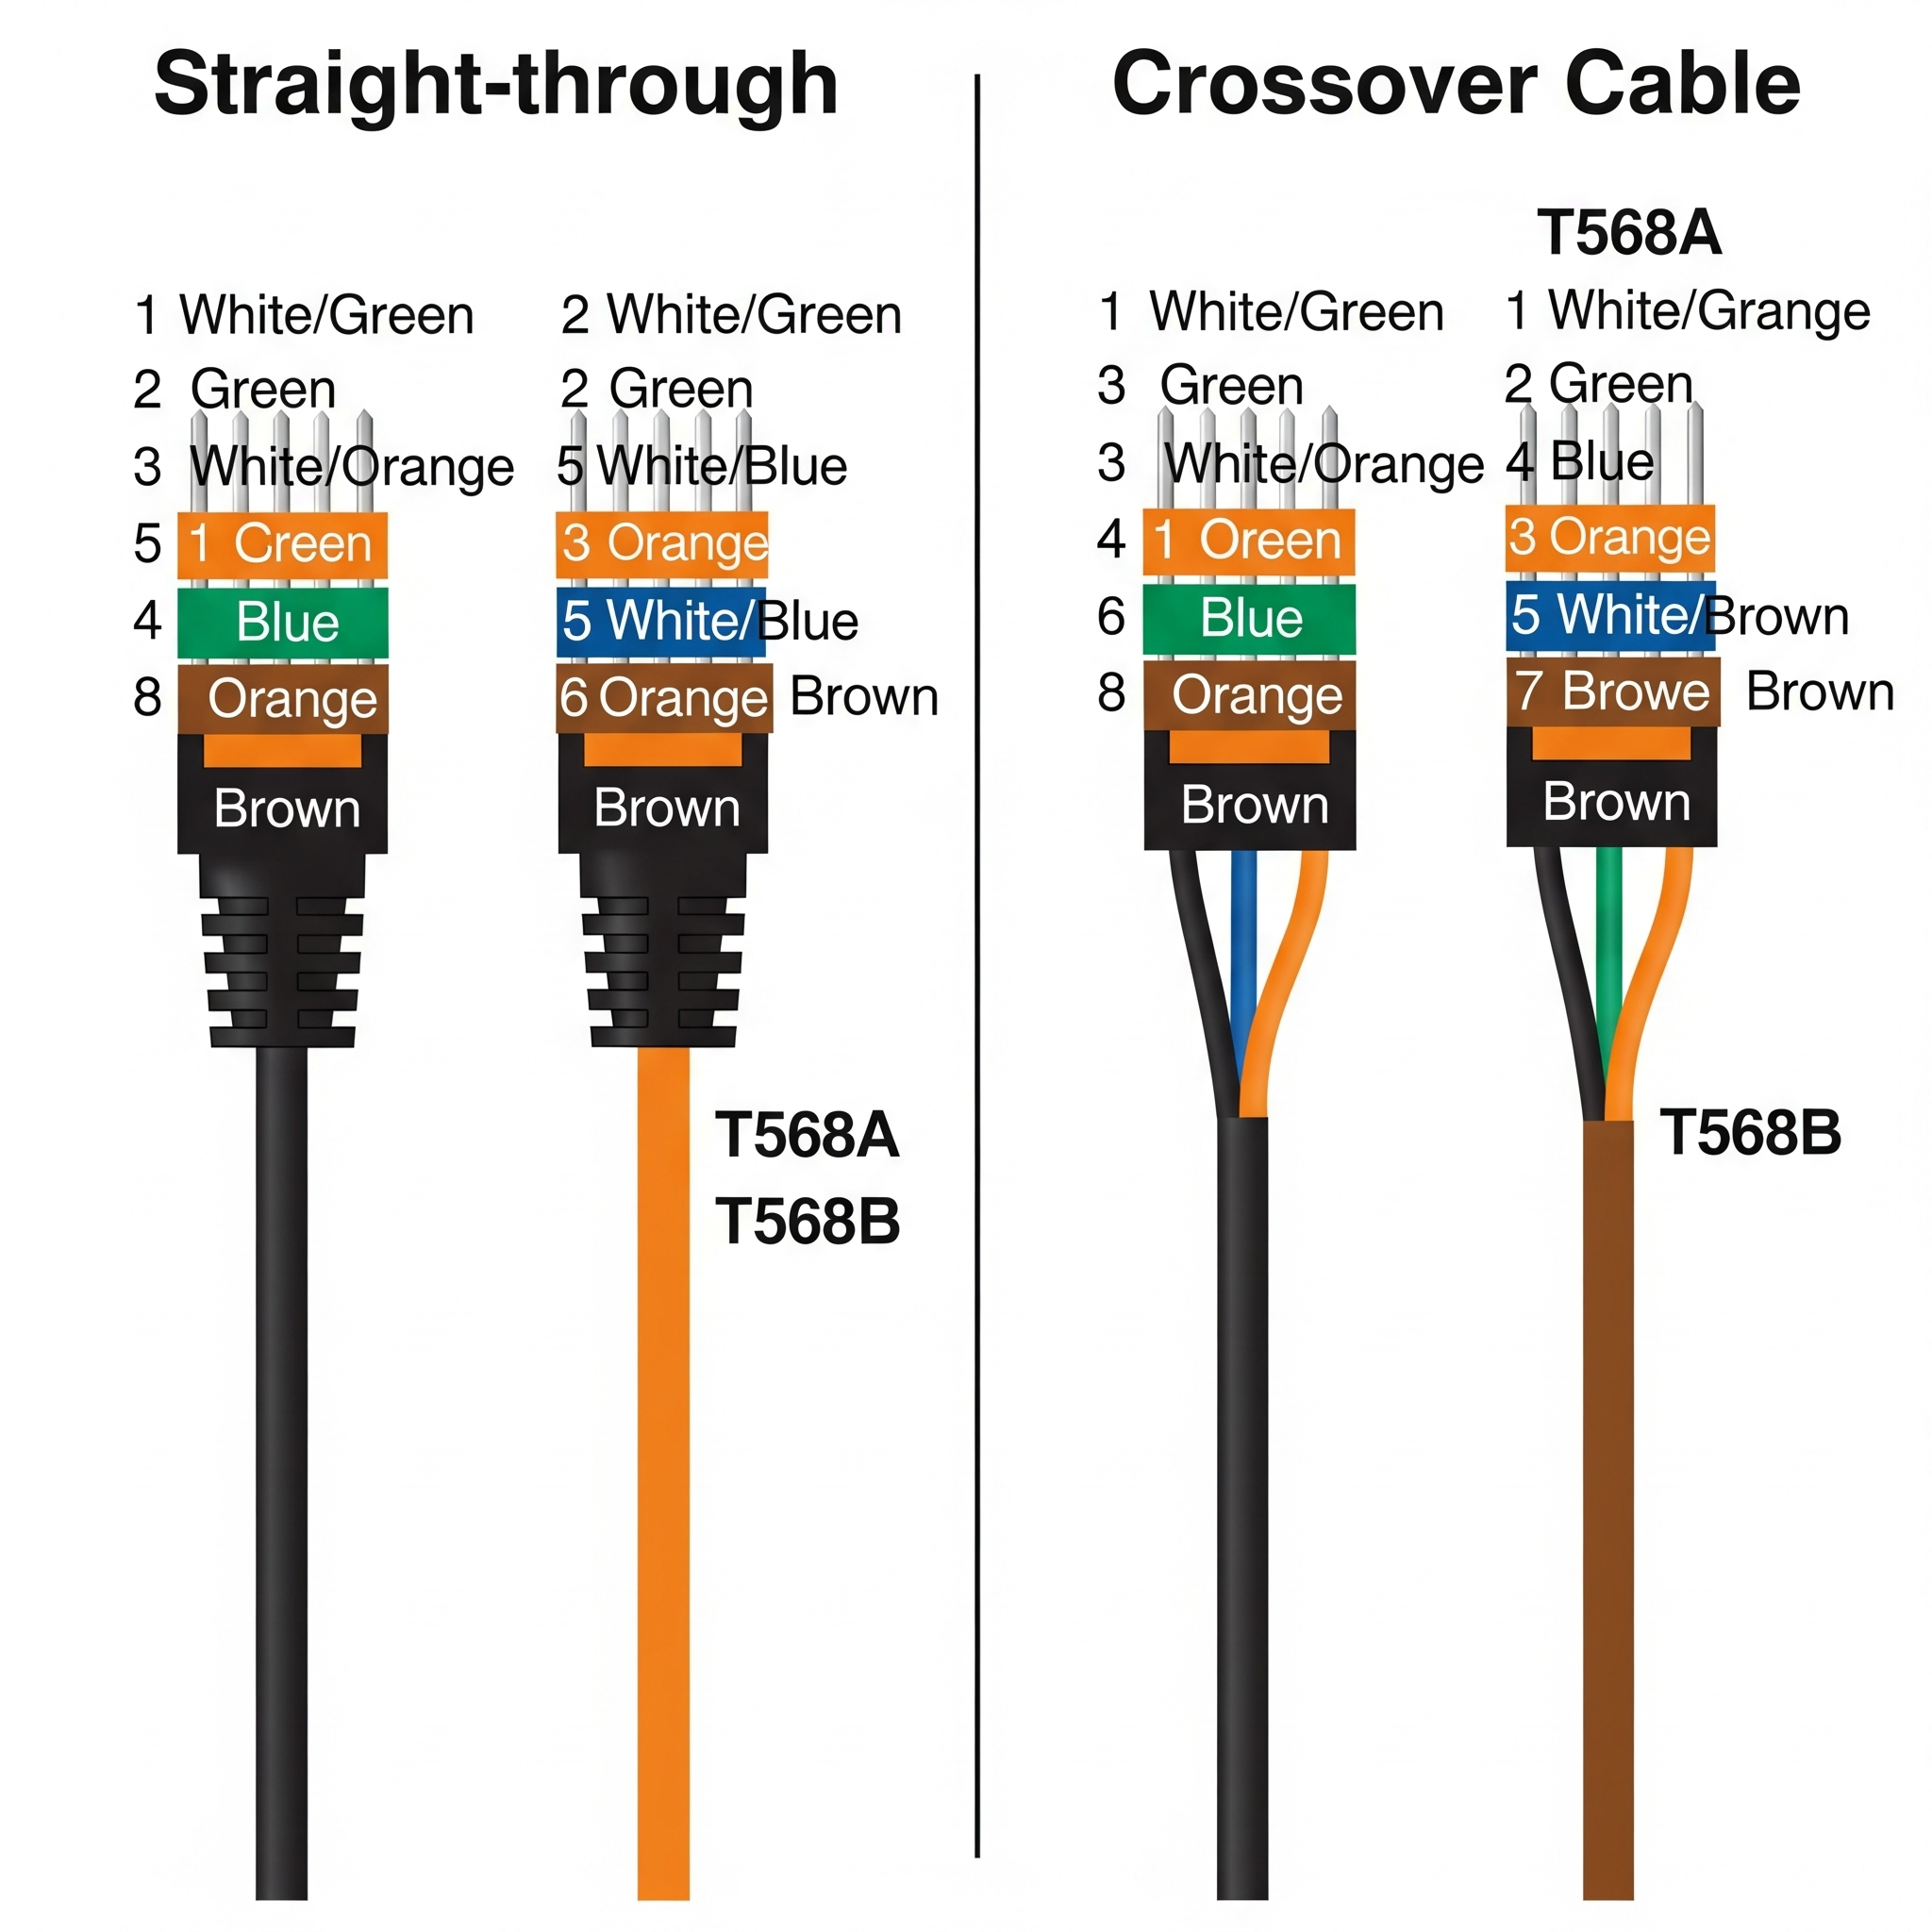 Straight-through
1 White/Green
2 White/Green
2 Green
2 Green
3 White/Orange
5 White/Blue
5 1 Creen
3 Orange
4 Blue
5 White/Blue
8 Orange
6 Orange Brown
Brown
Brown
T568A
T568B
Crossover Cable
T568A
1 White/Green
1 White/Grange
3 Green
2 Green
3 White/Orange
4 Blue
4 1 Oreen
3 Orange
6 Blue
5 White/Brown
8 Orange
7 Browe Brown
Brown
Brown
T568B